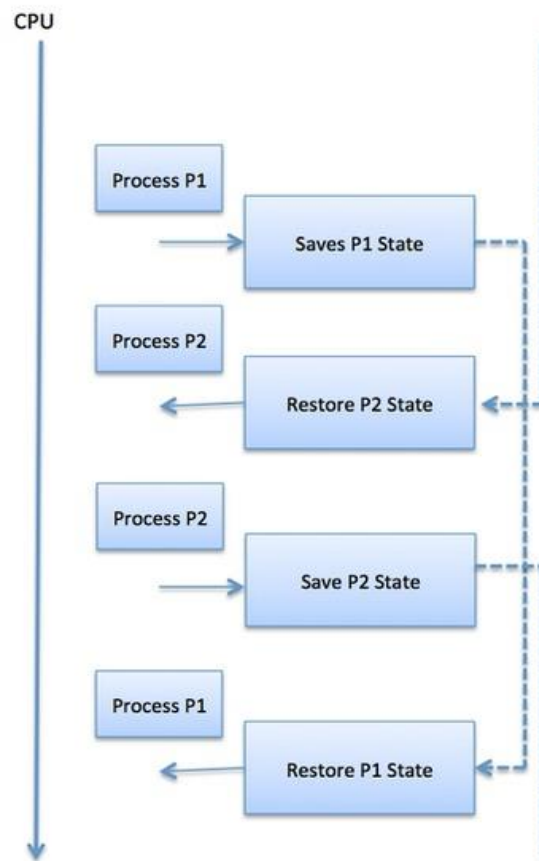 CPU
Process P1
Saves P1 State
Process P2
Restore P2 State
Process P2
Save P2 State
Process P1
Restore P1 State